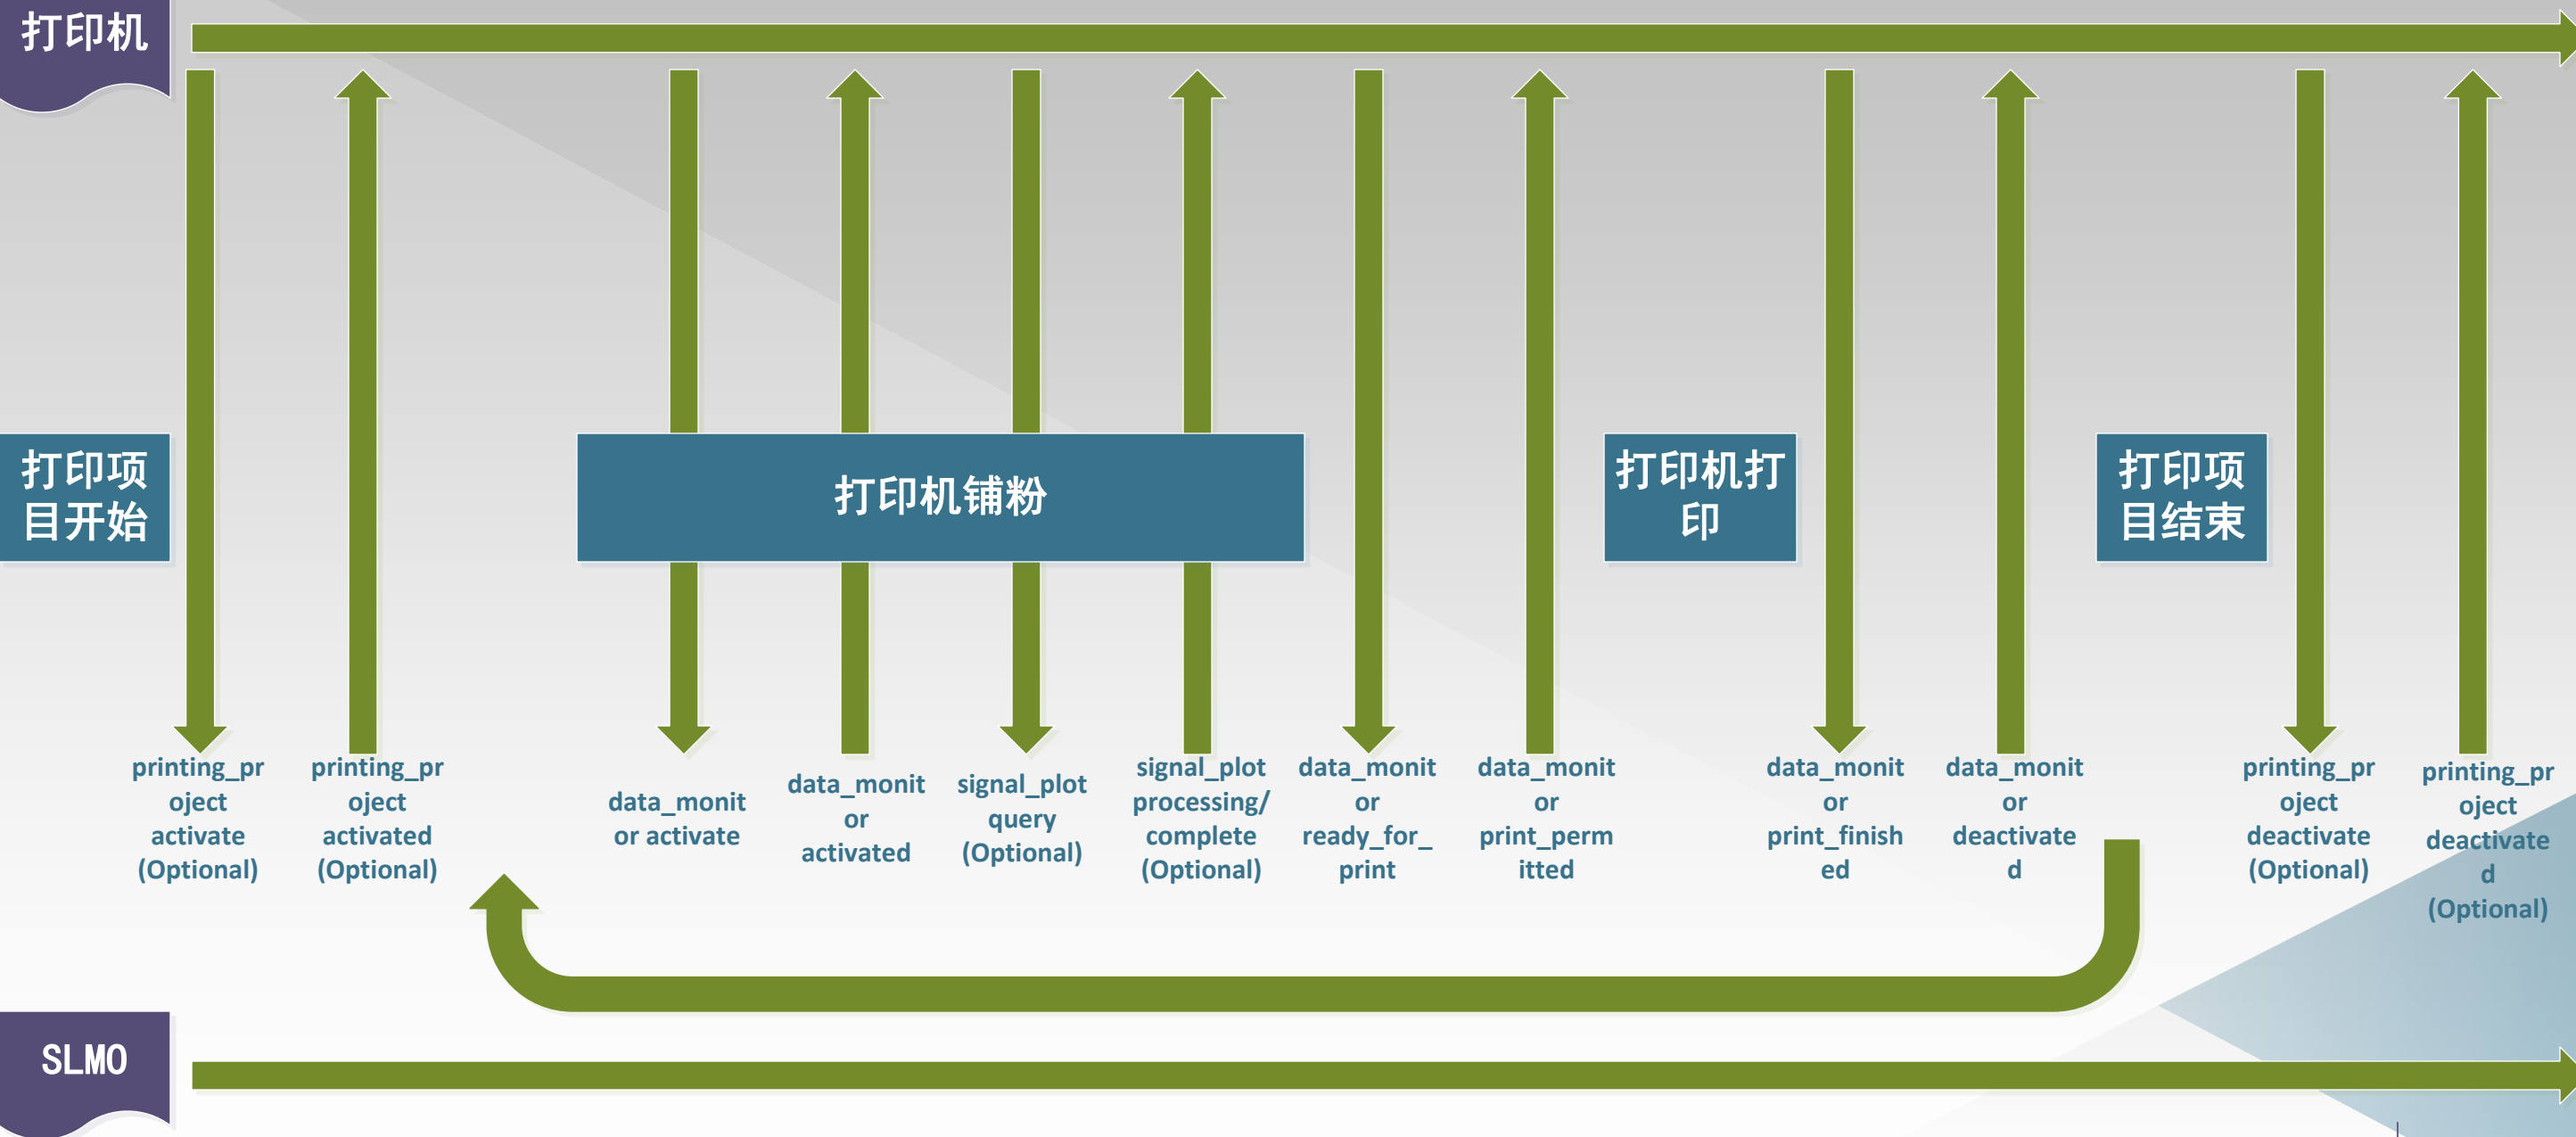 打印机
打印项
目开始
打印机铺粉
打印机打
印
打印项
目结束
printing_pr
oject
activate
(Optional)
printing_pr
oject
activated
(Optional)
data_monit
or activate
data_monit
or
activated
signal_plot
query
(Optional)
signal_plot
processing/
complete
(Optional)
data_monit
or
ready_for_
print
data_monit
or
print_perm
itted
data_monit
or
print_finish
ed
data_monit
or
deactivate
d
printing_pr
oject
deactivate
(Optional)
printing_pr
oject
deactivate
d
(Optional)
SLMO